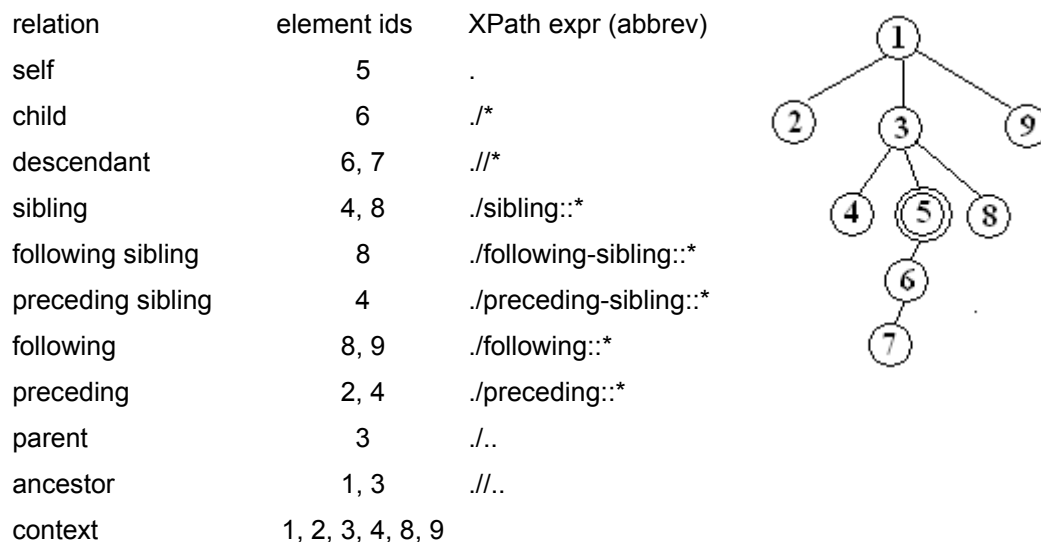 relation element ids XPath expr (abbrev)
self 5 .
child 6 ./*
descendant 6, 7 .//*
sibling 4, 8 ./sibling::*
following sibling 8 ./following-sibling::*
preceding sibling 4 ./preceding-sibling::*
following 8, 9 ./following::*
preceding 2, 4 ./preceding::*
parent 3 ./..
ancestor 1, 3 .//..
context 1, 2, 3, 4, 8, 9
1
2 3 9
4 5 8
6
7